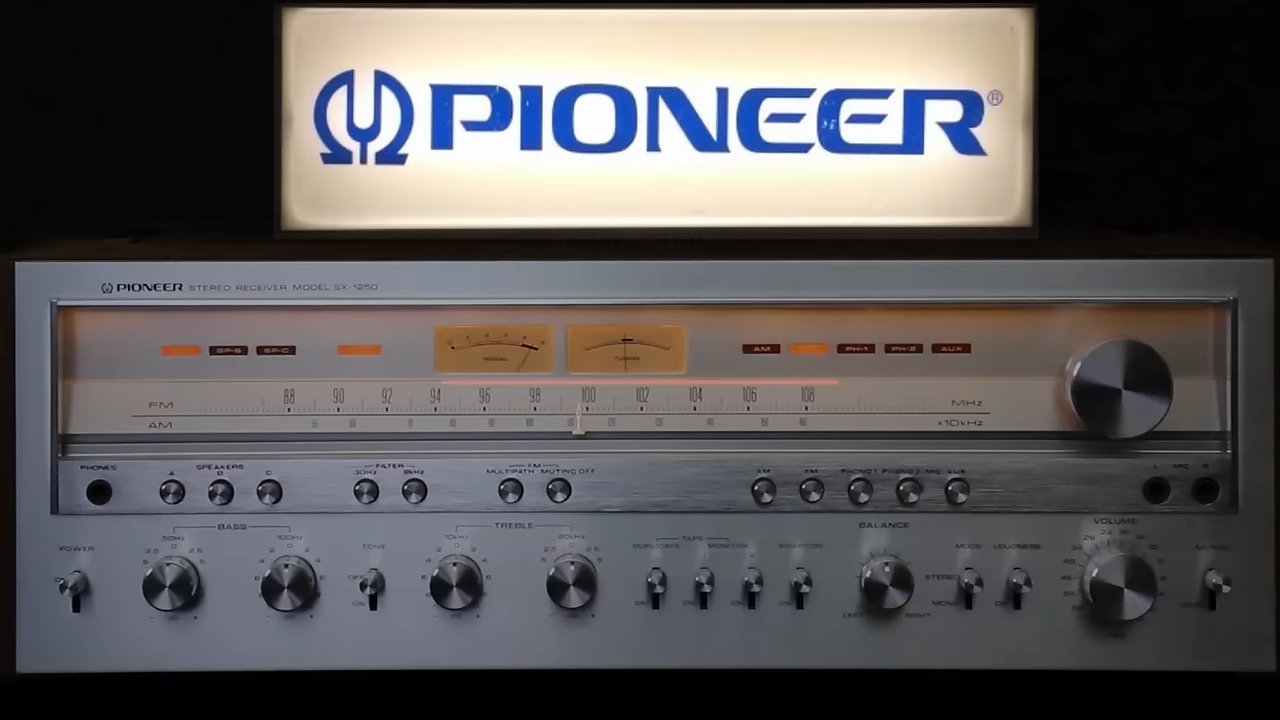 PIONEER®
PIONEER STEREO RECEIVER MODEL SX-1250
SP-B SP-C
SIGNAL TUNING
AM PH-1 PH-2 AUX
FM 88 90 92 94 96 98 100 102 104 106 108 MHz
AM x10kHz
PHONES SPEAKERS A B C
FILTER 30Hz 8kHz
FM MULTIPATH MUTING OFF
AM FM PHONO1 PHONO2 MIC AUX
L MIC R
POWER
BASS 50Hz 100Hz
TONE OFF ON
TREBLE 10kHz 20kHz
TAPE DUPLICATE MONITOR
BALANCE LEFT RIGHT
MODE STEREO MONO
LOUDNESS
VOLUME